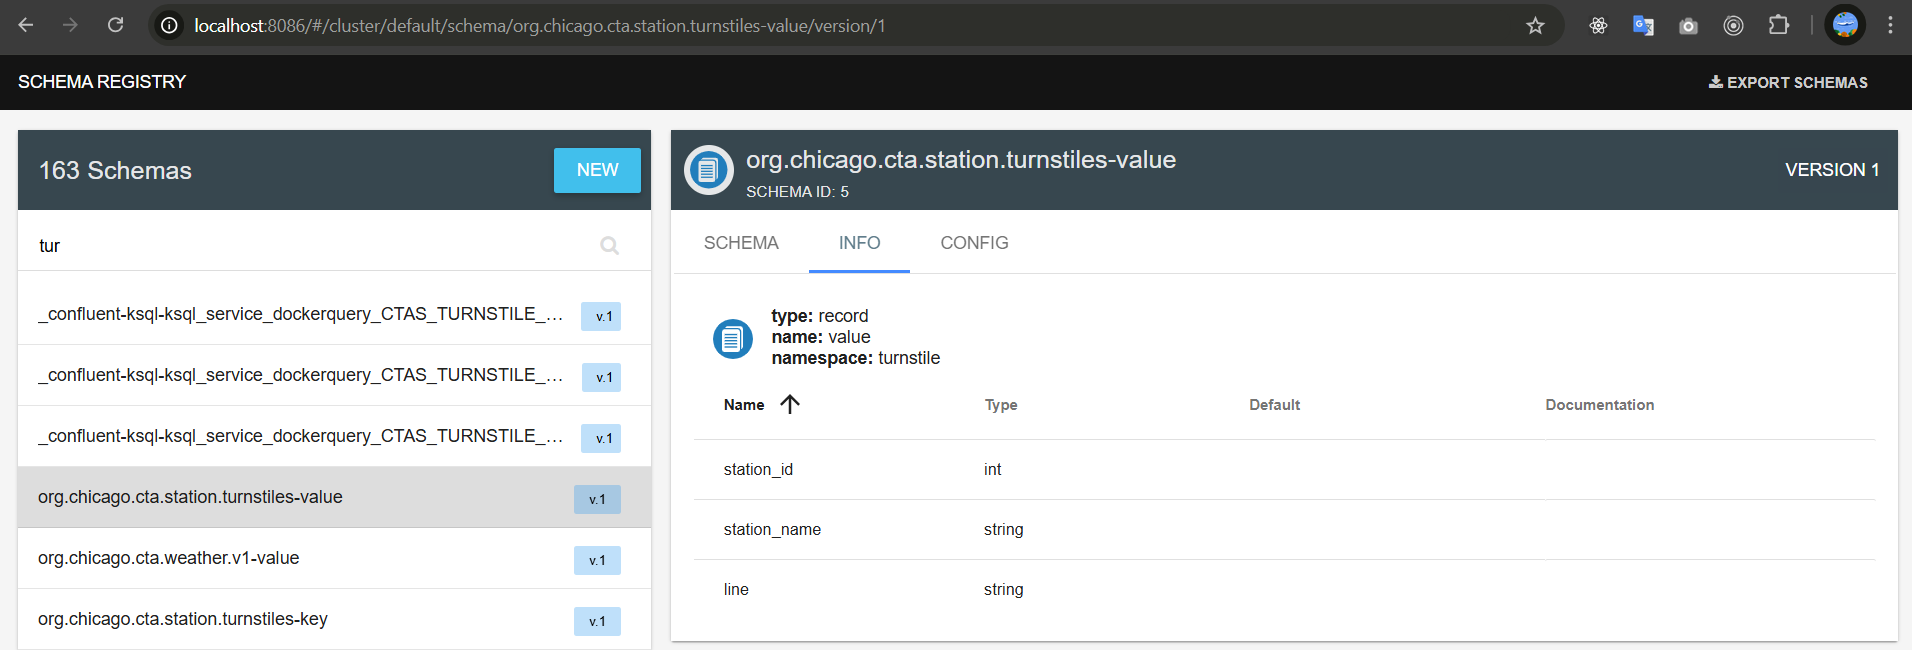 localhost:8086/#/cluster/default/schema/org.chicago.cta.station.turnstiles-value/version/1
SCHEMA REGISTRY
EXPORT SCHEMAS
163 Schemas
NEW
tur
_confluent-ksql-ksql_service_dockerquery_CTAS_TURNSTILE_...
v.1
_confluent-ksql-ksql_service_dockerquery_CTAS_TURNSTILE_...
v.1
_confluent-ksql-ksql_service_dockerquery_CTAS_TURNSTILE_...
v.1
org.chicago.cta.station.turnstiles-value
v.1
org.chicago.cta.weather.v1-value
v.1
org.chicago.cta.station.turnstiles-key
v.1
org.chicago.cta.station.turnstiles-value
SCHEMA ID: 5
VERSION 1
SCHEMA INFO CONFIG
type: record
name: value
namespace: turnstile
Name Type Default Documentation
station_id int
station_name string
line string